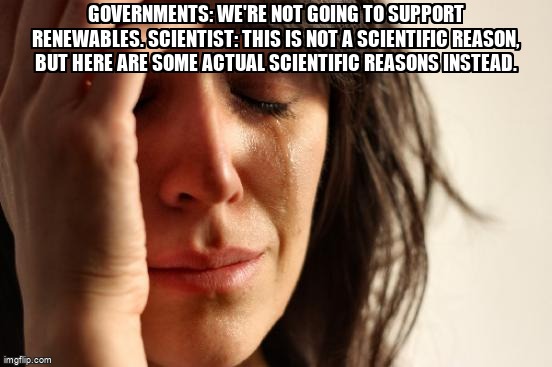 GOVERNMENTS: WE'RE NOT GOING TO SUPPORT
RENEWABLES. SCIENTIST: THIS IS NOT A SCIENTIFIC REASON,
BUT HERE ARE SOME ACTUAL SCIENTIFIC REASONS INSTEAD.
imgflip.com